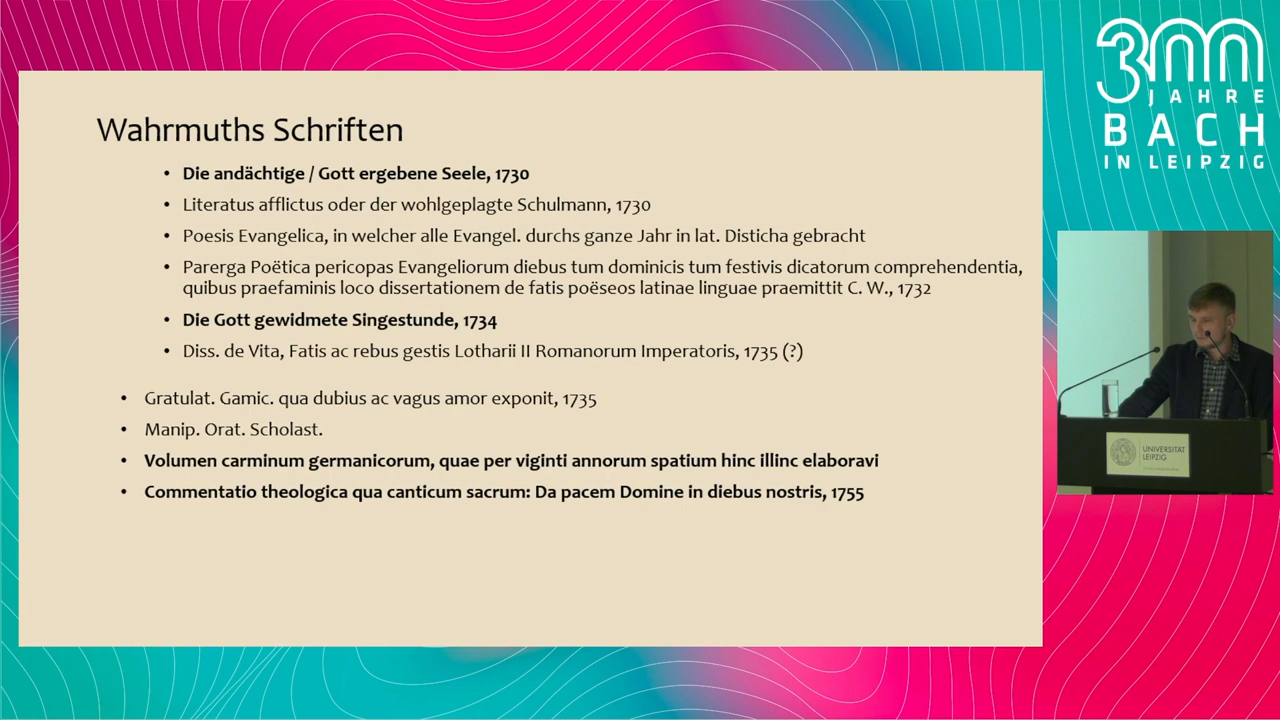 Wahrmuths Schriften
• Die andächtige / Gott ergebene Seele, 1730
• Literatus afflictus oder der wohlgeplagte Schulmann, 1730
• Poesis Evangelica, in welcher alle Evangel. durchs ganze Jahr in lat. Disticha gebracht
• Parerga Poëtica pericopas Evangeliorum diebus tum dominicis tum festivis dicatorum comprehendentia,
quibus praefaminis loco dissertationem de fatis poëseos latinae linguae praemittit C. W., 1732
• Die Gott gewidmete Singestunde, 1734
• Diss. de Vita, Fatis ac rebus gestis Lotharii II Romanorum Imperatoris, 1735 (?)
• Gratulat. Gamic. qua dubius ac vagus amor exponit, 1735
• Manip. Orat. Scholast.
• Volumen carminum germanicorum, quae per viginti annorum spatium hinc illinc elaboravi
• Commentatio theologica qua canticum sacrum: Da pacem Domine in diebus nostris, 1755
300
JAHRE
BACH
IN LEIPZIG
UNIVERSITÄT
LEIPZIG